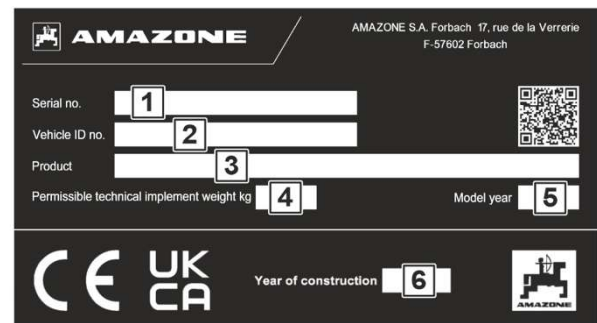 AMAZONE
AMAZONE S.A. Forbach 17, rue de la Verrerie
F-57602 Forbach
Serial no. 1
Vehicle ID no. 2
Product 3
Permissible technical implement weight kg 4
Model year 5
CE UK
CA
Year of construction 6
AMAZONE